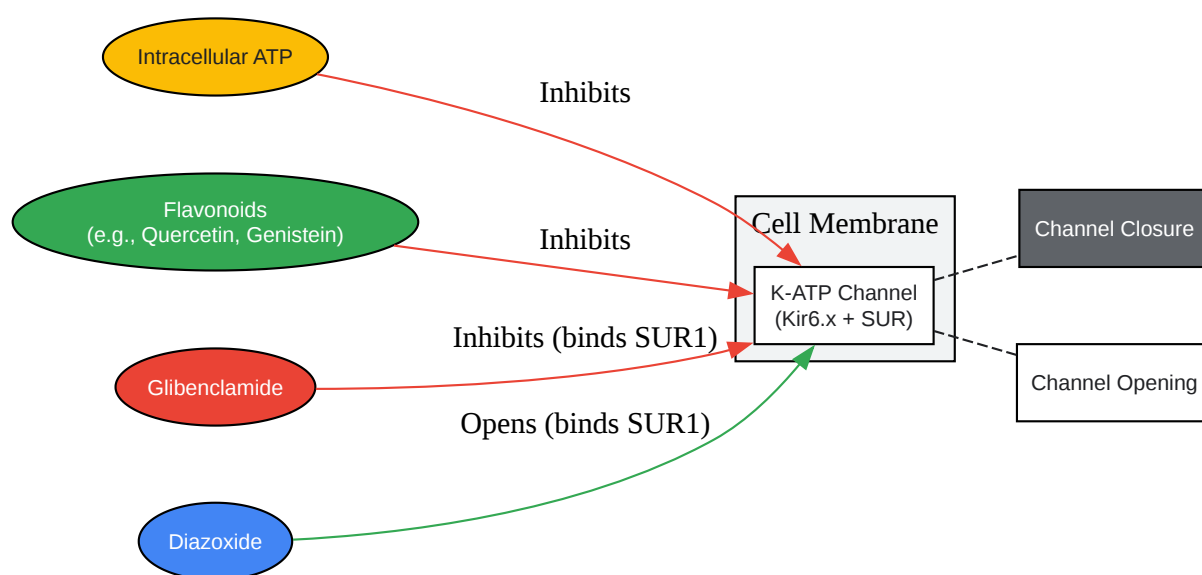 Intracellular ATP
Inhibits
Flavonoids
(e.g., Quercetin, Genistein)
Inhibits
Cell Membrane
Channel Closure
K-ATP Channel
(Kir6.x + SUR)
Inhibits (binds SUR1)
Glibenclamide
Channel Opening
Opens (binds SUR1)
Diazoxide